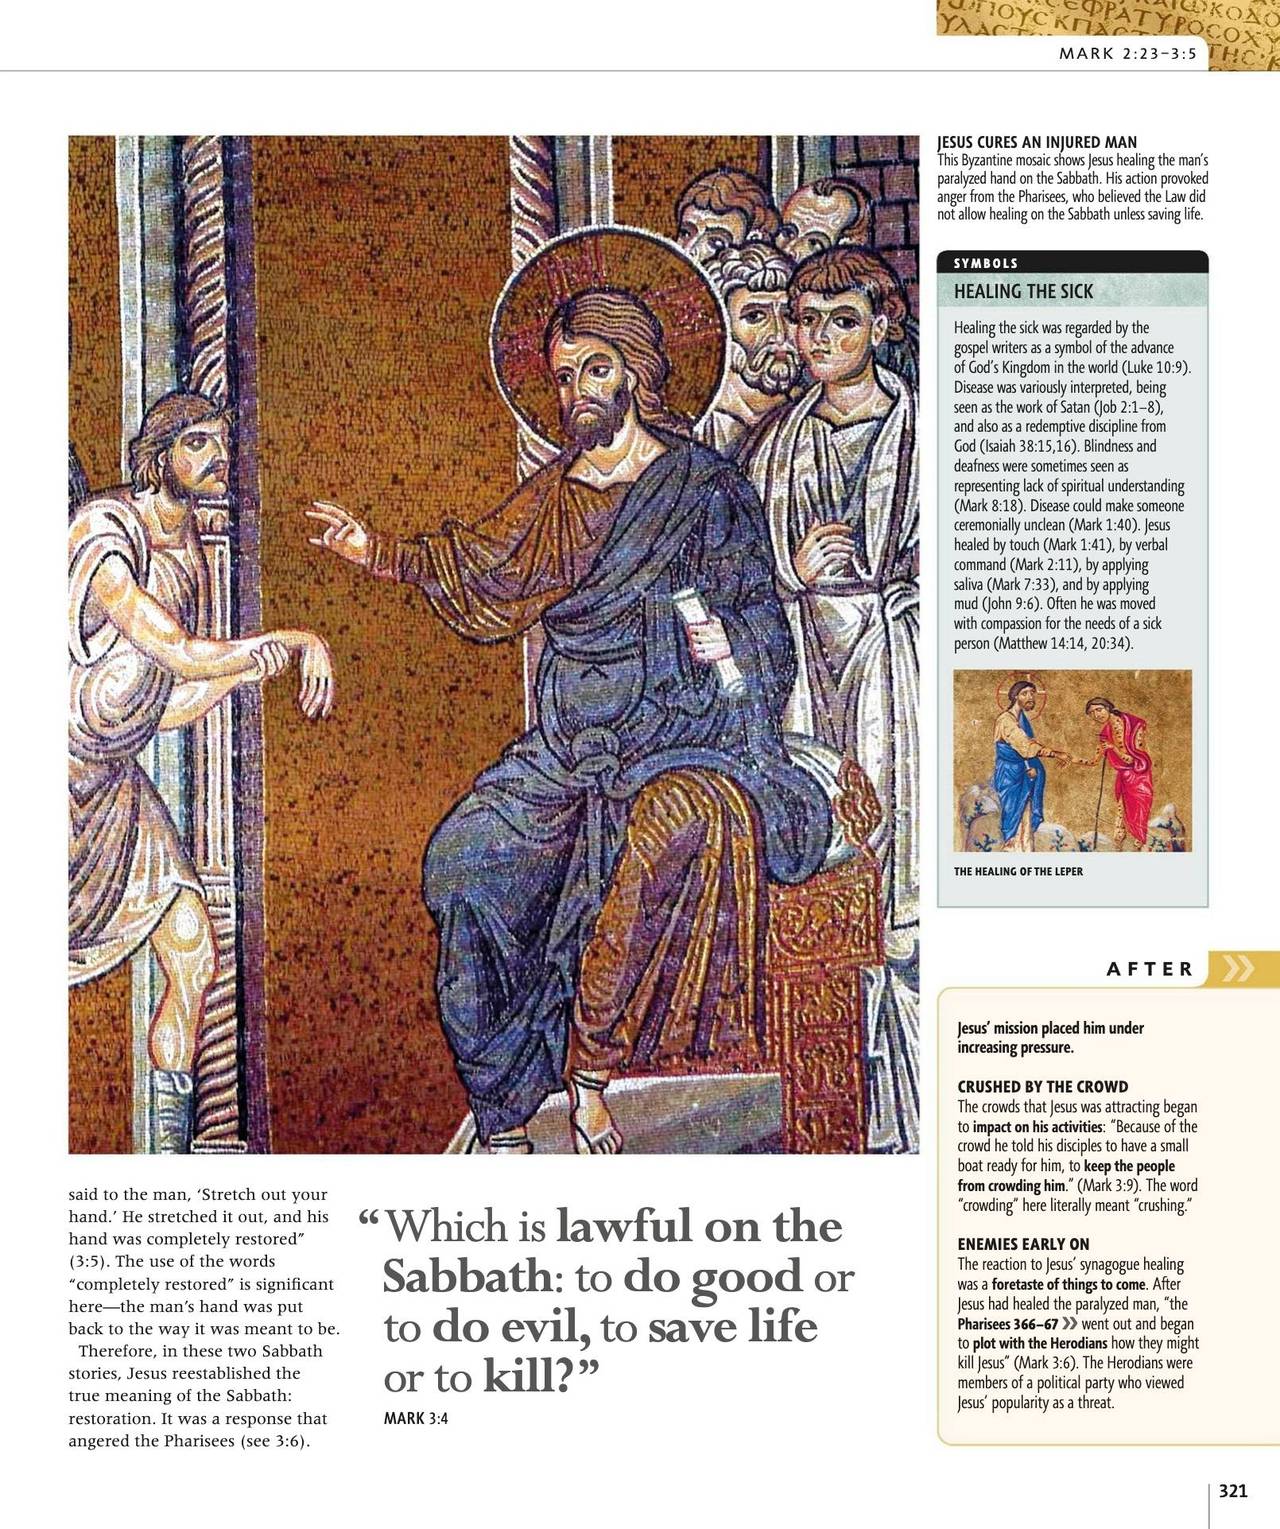 MARK 2:23–3:5
JESUS CURES AN INJURED MAN
This Byzantine mosaic shows Jesus healing the man's
paralyzed hand on the Sabbath. His action provoked
anger from the Pharisees, who believed the Law did
not allow healing on the Sabbath unless saving life.
SYMBOLS
HEALING THE SICK
Healing the sick was regarded by the
gospel writers as a symbol of the advance
of God's Kingdom in the world (Luke 10:9).
Disease was variously interpreted, being
seen as the work of Satan (Job 2:1–8),
and also as a redemptive discipline from
God (Isaiah 38:15,16). Blindness and
deafness were sometimes seen as
representing lack of spiritual understanding
(Mark 8:18). Disease could make someone
ceremonially unclean (Mark 1:40). Jesus
healed by touch (Mark 1:41), by verbal
command (Mark 2:11), by applying
saliva (Mark 7:33), and by applying
mud (John 9:6). Often he was moved
with compassion for the needs of a sick
person (Matthew 14:14, 20:34).
THE HEALING OF THE LEPER
said to the man, ‘Stretch out your
hand.’ He stretched it out, and his
hand was completely restored”
(3:5). The use of the words
“completely restored” is significant
here—the man's hand was put
back to the way it was meant to be.
Therefore, in these two Sabbath
stories, Jesus reestablished the
true meaning of the Sabbath:
restoration. It was a response that
angered the Pharisees (see 3:6).
“Which is lawful on the
Sabbath: to do good or
to do evil, to save life
or to kill?”
MARK 3:4
AFTER
Jesus' mission placed him under
increasing pressure.
CRUSHED BY THE CROWD
The crowds that Jesus was attracting began
to impact on his activities: “Because of the
crowd he told his disciples to have a small
boat ready for him, to keep the people
from crowding him.” (Mark 3:9). The word
“crowding” here literally meant “crushing.”
ENEMIES EARLY ON
The reaction to Jesus' synagogue healing
was a foretaste of things to come. After
Jesus had healed the paralyzed man, “the
Pharisees 366–67 » went out and began
to plot with the Herodians how they might
kill Jesus” (Mark 3:6). The Herodians were
members of a political party who viewed
Jesus' popularity as a threat.
321